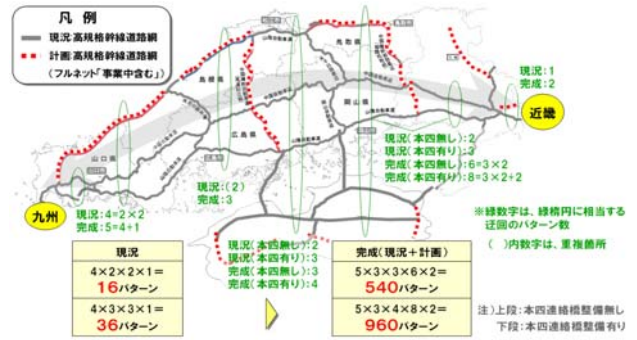 凡 例
現況:高規格幹線道路網
計画:高規格幹線道路網
(フルネット「事業中含む」)
鳥取県
島根県
岡山県
広島県
山口県
現況:1
完成:2
近畿
現況(本四無し):2
現況(本四有り):3
完成(本四無し):6=3×2
完成(本四有り):8=3×2+2
現況:(2)
完成:3
九州
現況:4=2×2
完成:5=4+1
※緑数字は、緑楕円に相当する
迂回のパターン数
( )内数字は、重複箇所
現況(本四無し):2
現況(本四有り):3
完成(本四無し):3
完成(本四有り):4
現況
4×2×2×1=
16パターン
4×3×3×1=
36パターン
完成(現況+計画)
5×3×3×6×2=
540パターン
5×3×4×8×2=
960パターン
注)上段:本四連絡橋整備無し
下段:本四連絡橋整備有り